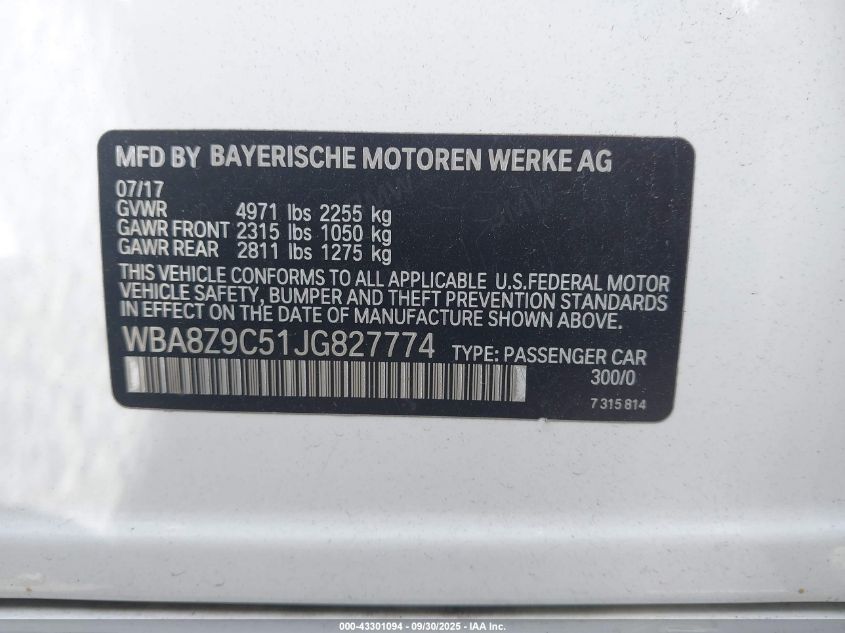 MFD BY BAYERISCHE MOTOREN WERKE AG
07/17
GVWR 4971 lbs 2255 kg
GAWR FRONT 2315 lbs 1050 kg
GAWR REAR 2811 lbs 1275 kg
THIS VEHICLE CONFORMS TO ALL APPLICABLE U.S.FEDERAL MOTOR
VEHICLE SAFETY, BUMPER AND THEFT PREVENTION STANDARDS
IN EFFECT ON THE DATE OF MANUFACTURE SHOWN ABOVE.
WBA8Z9C51JG827774 TYPE: PASSENGER CAR
300/0
7 315 814
000-43301094 - 09/30/2025 - IAA Inc.